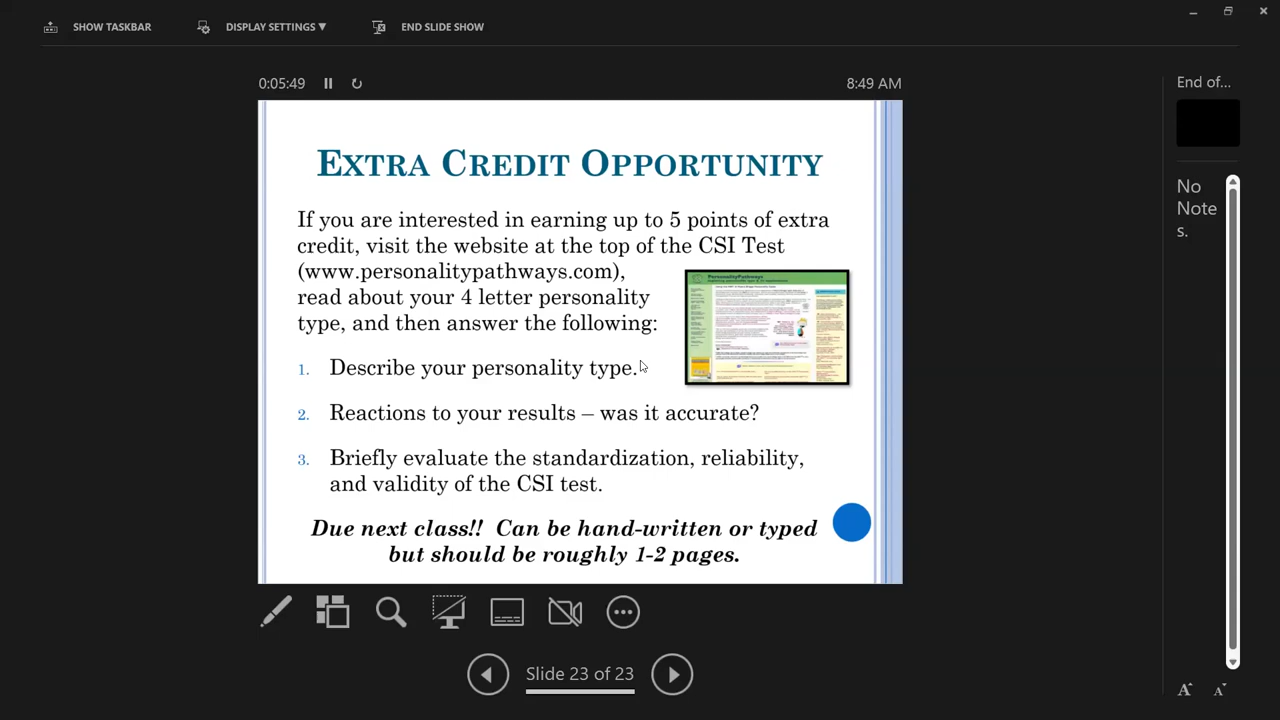 SHOW TASKBAR
DISPLAY SETTINGS ▼
END SLIDE SHOW
0:05:49
8:49 AM
End of...
EXTRA CREDIT OPPORTUNITY
If you are interested in earning up to 5 points of extra
credit, visit the website at the top of the CSI Test
(www.personalitypathways.com),
read about your 4 letter personality
type, and then answer the following:
PersonalityPathways
1. Describe your personality type.
2. Reactions to your results – was it accurate?
3. Briefly evaluate the standardization, reliability,
and validity of the CSI test.
Due next class!! Can be hand-written or typed
but should be roughly 1-2 pages.
No
Note
s.
Slide 23 of 23
A A